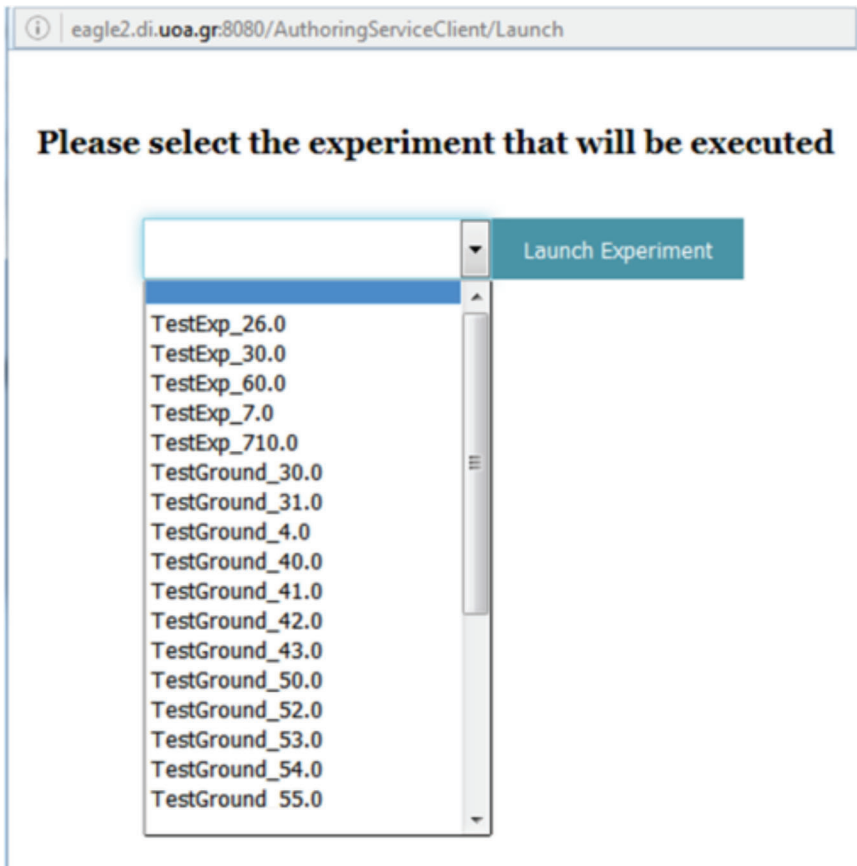 eagle2.di.uoa.gr:8080/AuthoringServiceClient/Launch
Please select the experiment that will be executed
Launch Experiment
TestExp_26.0
TestExp_30.0
TestExp_60.0
TestExp_7.0
TestExp_710.0
TestGround_30.0
TestGround_31.0
TestGround_4.0
TestGround_40.0
TestGround_41.0
TestGround_42.0
TestGround_43.0
TestGround_50.0
TestGround_52.0
TestGround_53.0
TestGround_54.0
TestGround 55.0